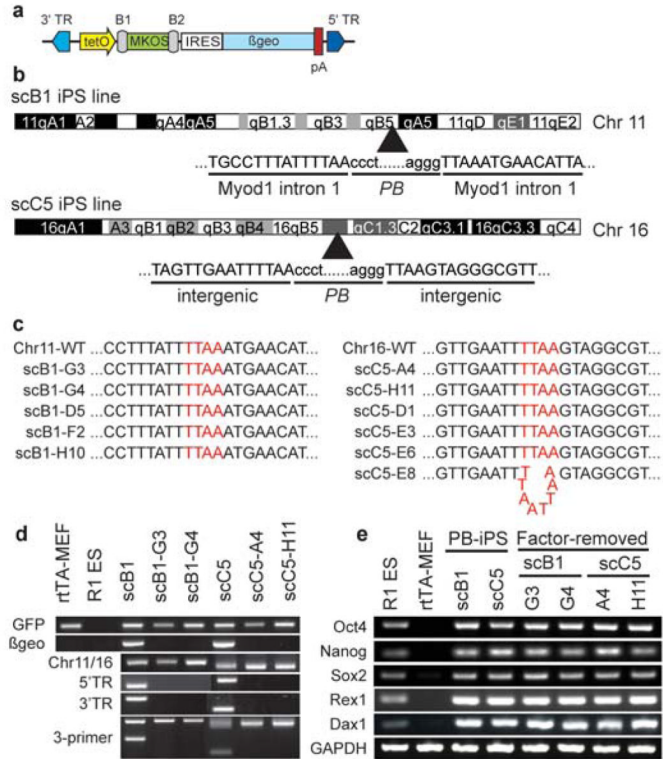 a
3' TR B1 B2 5' TR
tetO MKOS IRES ßgeo
pA
b
scB1 iPS line
11qA1 A2 qA4 qA5 qB1.3 qB3 qB5 qA5 11qD qE1 11qE2 Chr 11
...TGCCTTTATTTTAAccct......agggTTAAATGAACATTA...
Myod1 intron 1 PB Myod1 intron 1
scC5 iPS line
16qA1 A3 qB1 qB2 qB3 qB4 16qB5 qC1.3 C2 qC3.1 16qC3.3 qC4 Chr 16
...TAGTTGAATTTTAAccct......agggTTAAGTAGGGCGTT...
intergenic PB intergenic
c
Chr11-WT ...CCTTTATTTTAAATGAACAT...
scB1-G3 ...CCTTTATTTTAAATGAACAT...
scB1-G4 ...CCTTTATTTTAAATGAACAT...
scB1-D5 ...CCTTTATTTTAAATGAACAT...
scB1-F2 ...CCTTTATTTTAAATGAACAT...
scB1-H10 ...CCTTTATTTTAAATGAACAT...
Chr16-WT ...GTTGAATTTTAAGTAGGCGT...
scC5-A4 ...GTTGAATTTTAAGTAGGCGT...
scC5-H11 ...GTTGAATTTTAAGTAGGCGT...
scC5-D1 ...GTTGAATTTTAAGTAGGCGT...
scC5-E3 ...GTTGAATTTTAAGTAGGCGT...
scC5-E6 ...GTTGAATTTTAAGTAGGCGT...
scC5-E8 ...GTTGAATT T A GTAGGCGT...
T A
A A T T
d
rtTA-MEF R1 ES scB1 scB1-G3 scB1-G4 scC5 scC5-A4 scC5-H11
GFP
ßgeo
Chr11/16
5'TR
3'TR
3-primer
e
PB-iPS Factor-removed
scB1 scC5
R1 ES rtTA-MEF scB1 scC5 G3 G4 A4 H11
Oct4
Nanog
Sox2
Rex1
Dax1
GAPDH